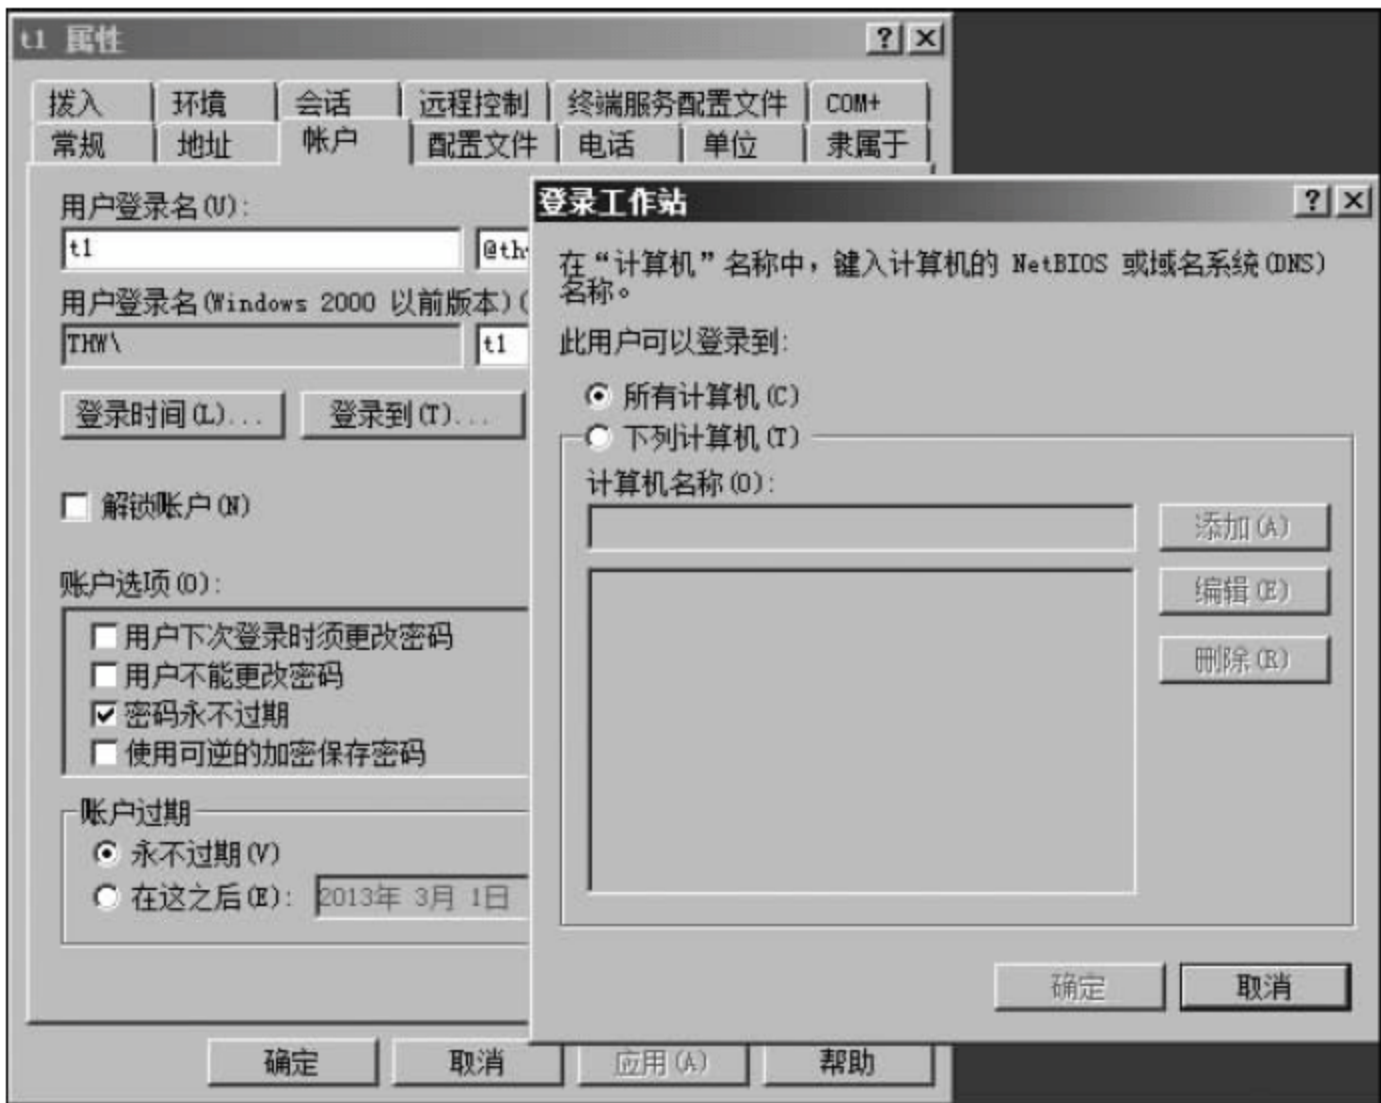 t1 属性
拨入 环境 会话 远程控制 终端服务配置文件 COM+
常规 地址 帐户 配置文件 电话 单位 隶属于
用户登录名(U):
t1 @th
用户登录名(Windows 2000 以前版本)(
THW\ t1
登录时间(L)... 登录到(T)...
解锁账户(N)
账户选项(O):
用户下次登录时须更改密码
用户不能更改密码
密码永不过期
使用可逆的加密保存密码
账户过期
永不过期(V)
在这之后(E): 2013年 3月 1日
确定 取消 应用(A) 帮助
登录工作站
在“计算机”名称中，键入计算机的 NetBIOS 或域名系统(DNS)
名称。
此用户可以登录到:
所有计算机(C)
下列计算机(T)
计算机名称(O):
添加(A)
编辑(E)
删除(R)
确定 取消